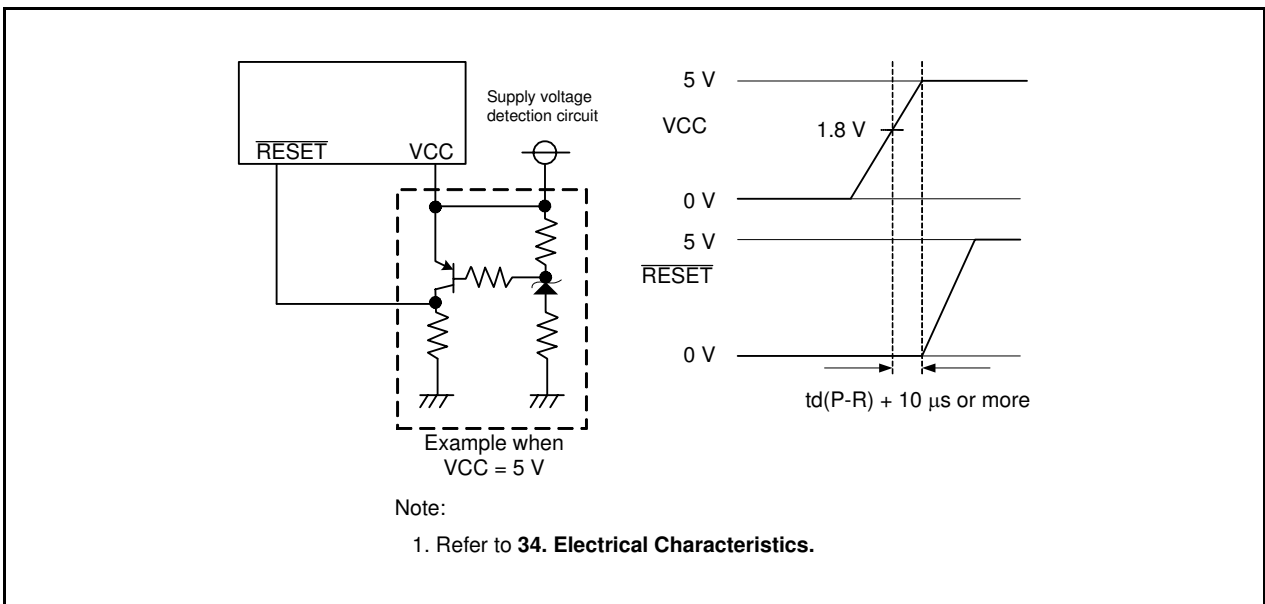 Supply voltage
detection circuit
RESET
VCC
Example when
VCC = 5 V
5 V
VCC
1.8 V
0 V
5 V
RESET
0 V
td(P-R) + 10 μs or more
Note:
1. Refer to 34. Electrical Characteristics.